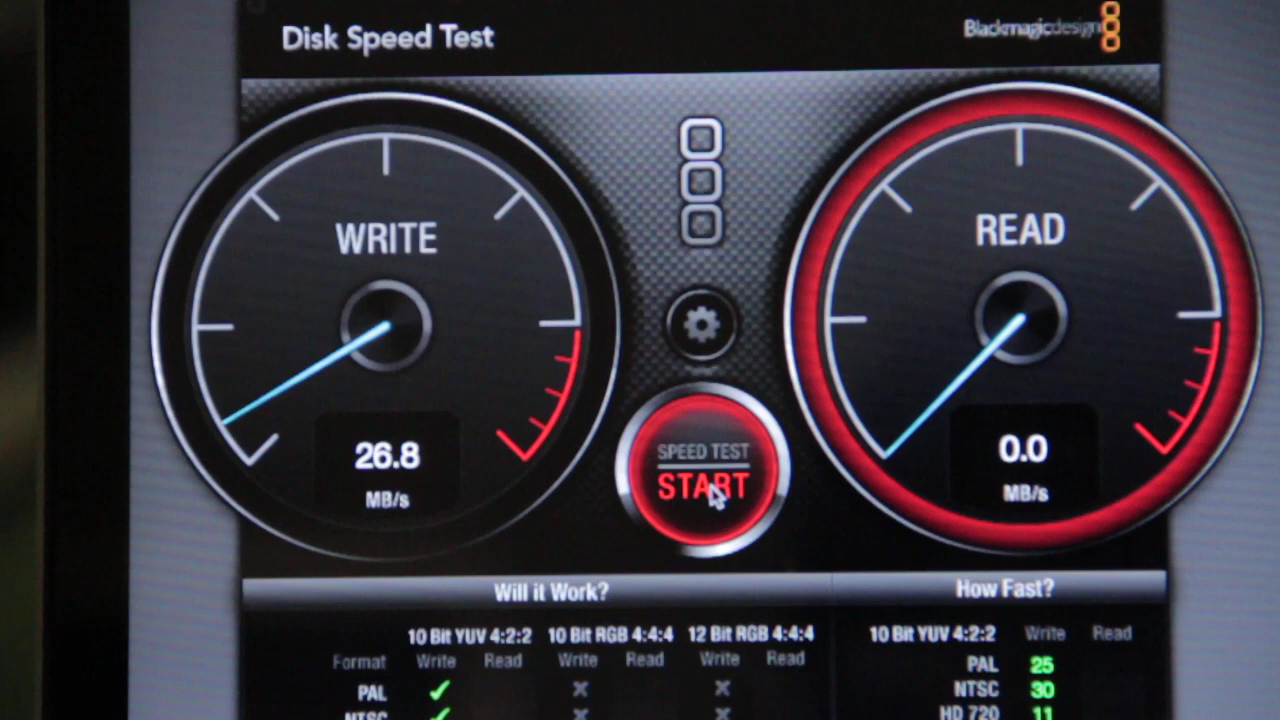 Disk Speed Test
Blackmagicdesign
WRITE
READ
26.8
MB/s
SPEED TEST
START
0.0
MB/s
Will it Work?
How Fast?
10 Bit YUV 4:2:2 10 Bit RGB 4:4:4 12 Bit RGB 4:4:4
10 Bit YUV 4:2:2 Write Read
Format Write Read Write Read Write Read
PAL ✓ ✕ ✕
PAL 25
NTSC 30
NTSC ✓ ✕ ✕
HD 720 11